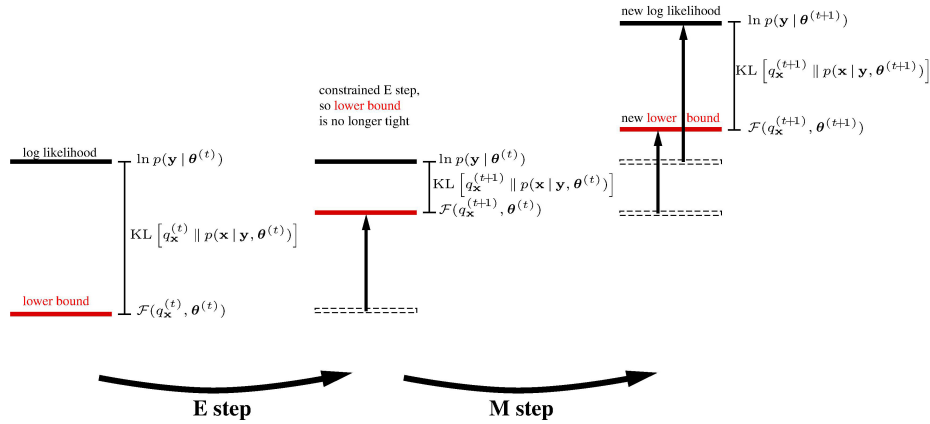 log likelihood
ln p(y | θ^(t))
KL [q_x^(t) ‖ p(x | y, θ^(t))]
lower bound
F(q_x^(t), θ^(t))
E step
constrained E step,
so lower bound
is no longer tight
ln p(y | θ^(t))
KL [q_x^(t+1) ‖ p(x | y, θ^(t))]
F(q_x^(t+1), θ^(t))
M step
new log likelihood
ln p(y | θ^(t+1))
KL [q_x^(t+1) ‖ p(x | y, θ^(t+1))]
new lower bound
F(q_x^(t+1), θ^(t+1))